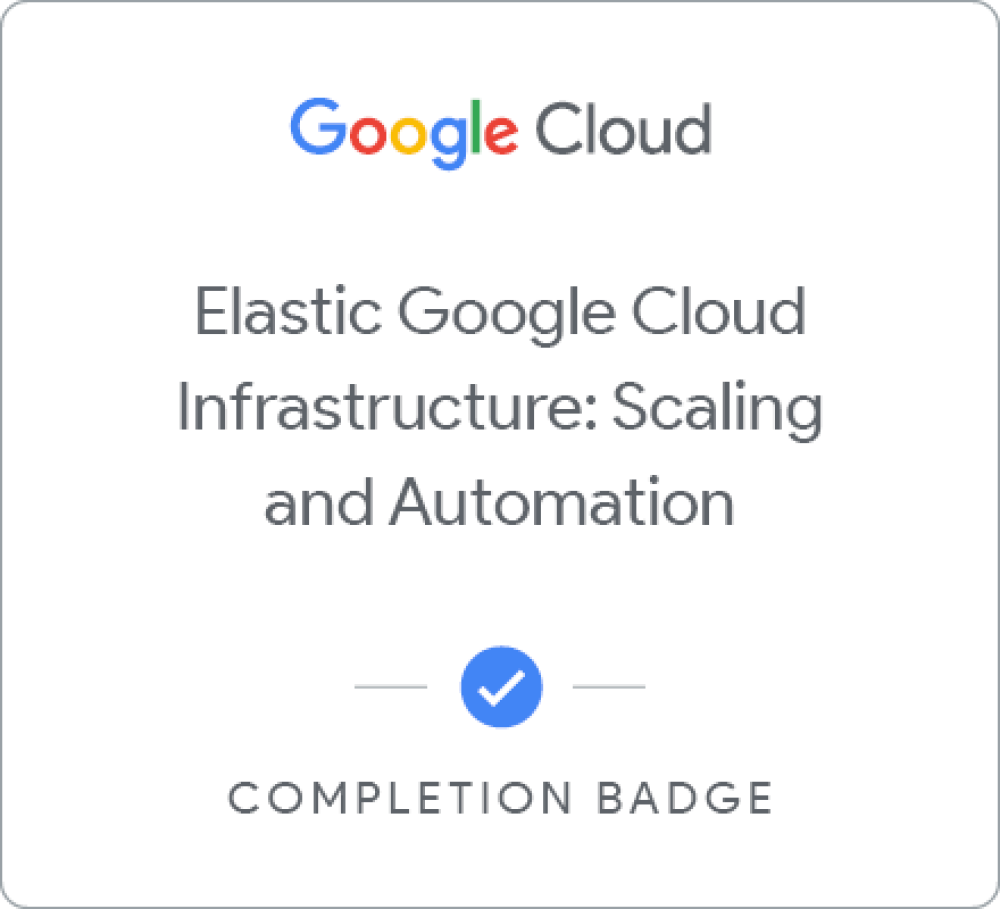 Google Cloud
Elastic Google Cloud
Infrastructure: Scaling
and Automation
COMPLETION BADGE